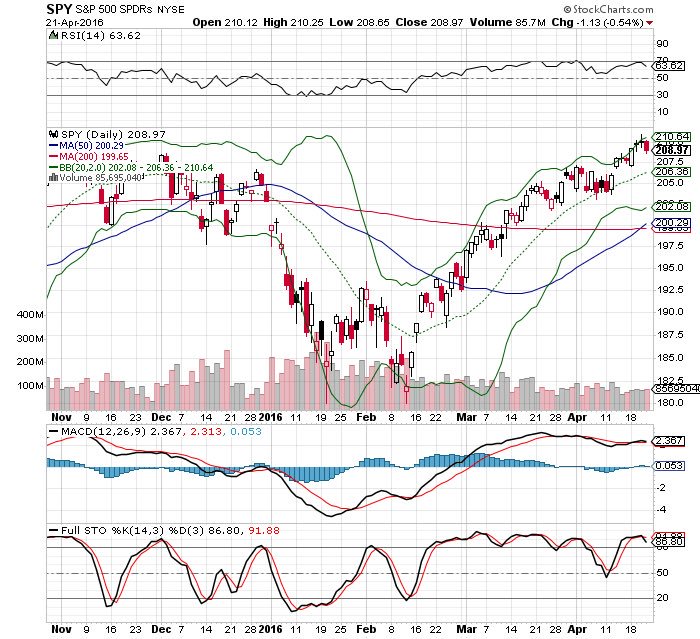 SPY S&P 500 SPDRs NYSE
© StockCharts.com
21-Apr-2016
Open 210.12 High 210.25 Low 208.65 Close 208.97 Volume 85.7M Chg -1.13 (-0.54%)
RSI(14) 63.62
90
70
63.62
50
30
10
SPY (Daily) 208.97
MA(50) 200.29
MA(200) 199.65
BB(20,2.0) 202.08 - 206.36 - 210.64
Volume 85,695,040
210.64
208.97
207.5
206.36
205.0
202.08
200.29
197.5
195.0
192.5
190.0
187.5
185.0
182.5
180.0
400M
300M
200M
100M
85695040
Nov 9 16 23 Dec 7 14 21 28 2016 11 19 25 Feb 8 16 22 Mar 7 14 21 28 Apr 11 18
MACD(12,26,9) 2.367, 2.313, 0.053
2.367
0.053
-2
-4
Full STO %K(14,3) %D(3) 86.80, 91.88
91.88
86.80
80
50
20
Nov 9 16 23 Dec 7 14 21 28 2016 11 19 25 Feb 8 16 22 Mar 7 14 21 28 Apr 11 18